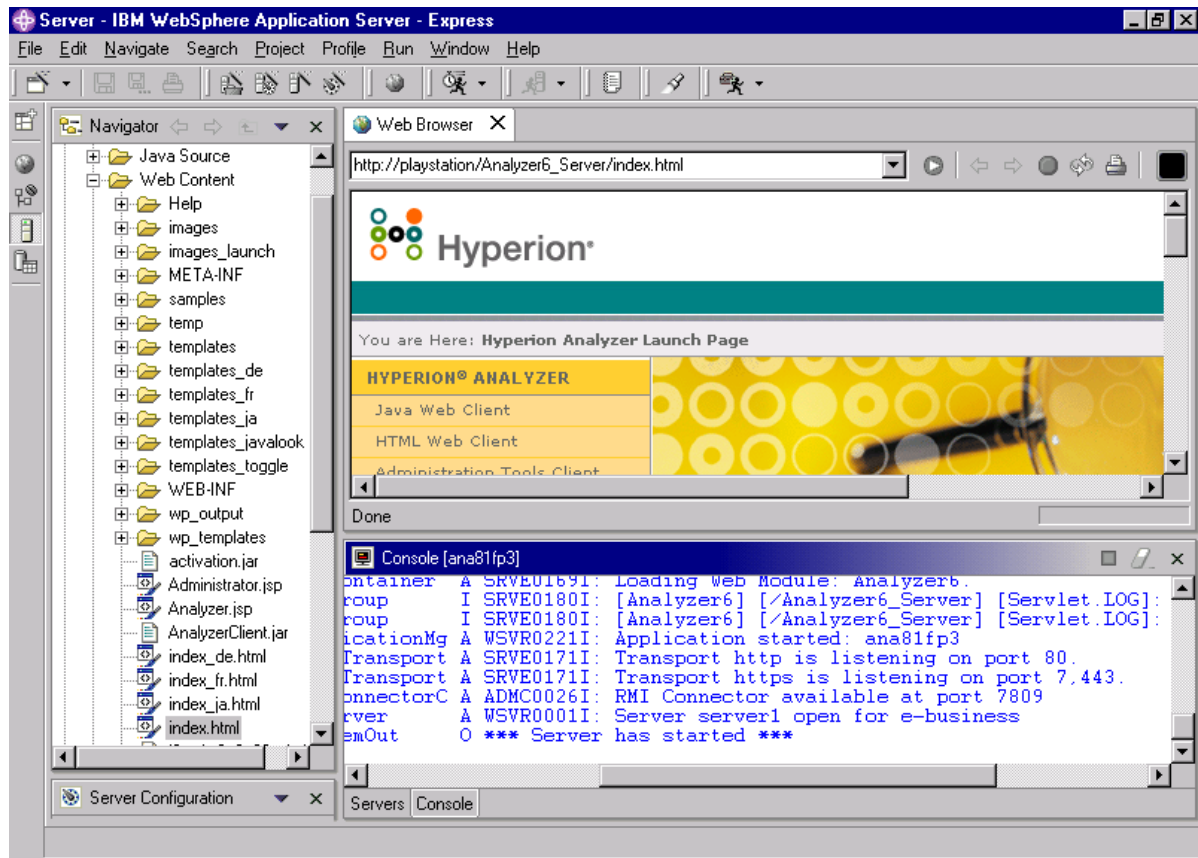 Server - IBM WebSphere Application Server - Express
File Edit Navigate Search Project Profile Run Window Help
Navigator
Java Source
Web Content
Help
images
images_launch
META-INF
samples
temp
templates
templates_de
templates_fr
templates_ja
templates_javalook
templates_toggle
WEB-INF
wp_output
wp_templates
activation.jar
Administrator.jsp
Analyzer.jsp
AnalyzerClient.jar
index_de.html
index_fr.html
index_ja.html
index.html
Server Configuration
Web Browser
http://playstation/Analyzer6_Server/index.html
Hyperion®
You are Here: Hyperion Analyzer Launch Page
HYPERION® ANALYZER
Java Web Client
HTML Web Client
Administration Tools Client
Done
Console [ana81fp3]
ontainer A SRVE0169I: Loading Web Module: Analyzer6.
roup I SRVE0180I: [Analyzer6] [/Analyzer6_Server] [Servlet.LOG]:
roup I SRVE0180I: [Analyzer6] [/Analyzer6_Server] [Servlet.LOG]:
icationMg A WSVR0221I: Application started: ana81fp3
Transport A SRVE0171I: Transport http is listening on port 80.
Transport A SRVE0171I: Transport https is listening on port 7,443.
onnectorC A ADMC0026I: RMI Connector available at port 7809
rver A WSVR0001I: Server server1 open for e-business
emOut O *** Server has started ***
Servers Console